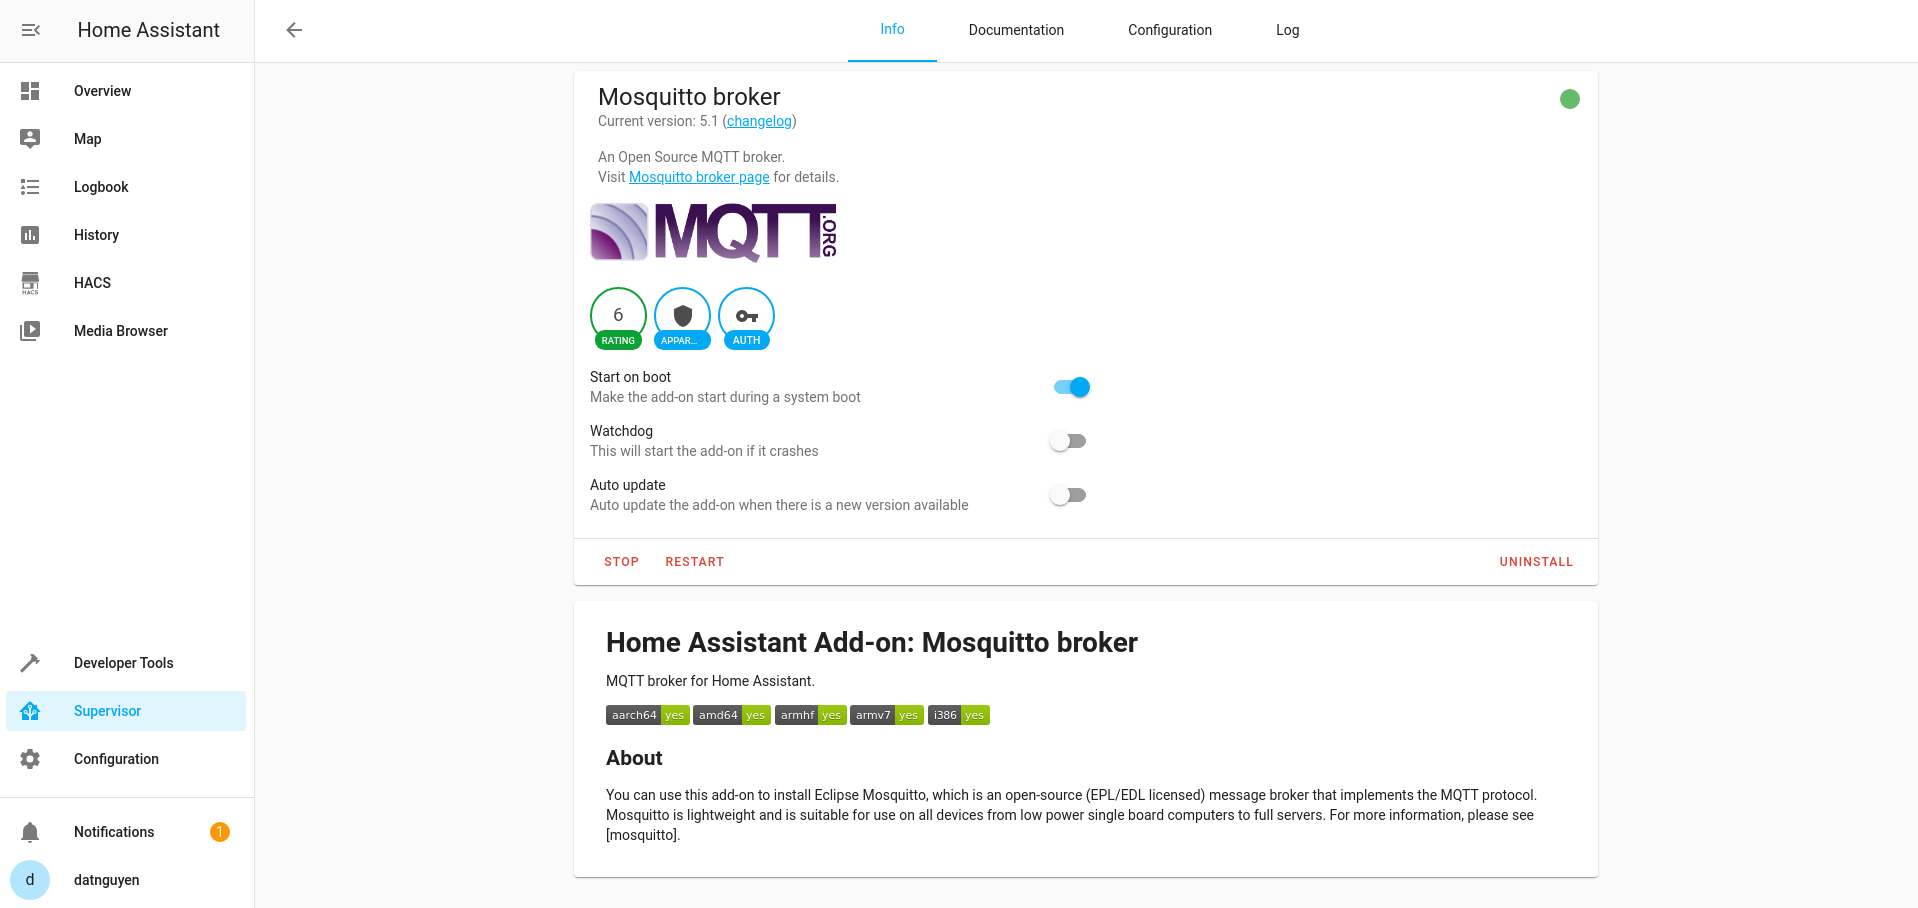 Home Assistant
Info
Documentation
Configuration
Log
Overview
Map
Logbook
History
HACS
HACS
Media Browser
Developer Tools
Supervisor
Configuration
Notifications
1
d
datnguyen
Mosquitto broker
Current version: 5.1 (changelog)
An Open Source MQTT broker.
Visit Mosquitto broker page for details.
MQTT.ORG
6
RATING
APPAR...
AUTH
Start on boot
Make the add-on start during a system boot
Watchdog
This will start the add-on if it crashes
Auto update
Auto update the add-on when there is a new version available
STOP
RESTART
UNINSTALL
Home Assistant Add-on: Mosquitto broker
MQTT broker for Home Assistant.
aarch64 yes amd64 yes armhf yes armv7 yes i386 yes
About
You can use this add-on to install Eclipse Mosquitto, which is an open-source (EPL/EDL licensed) message broker that implements the MQTT protocol.
Mosquitto is lightweight and is suitable for use on all devices from low power single board computers to full servers. For more information, please see
[mosquitto].